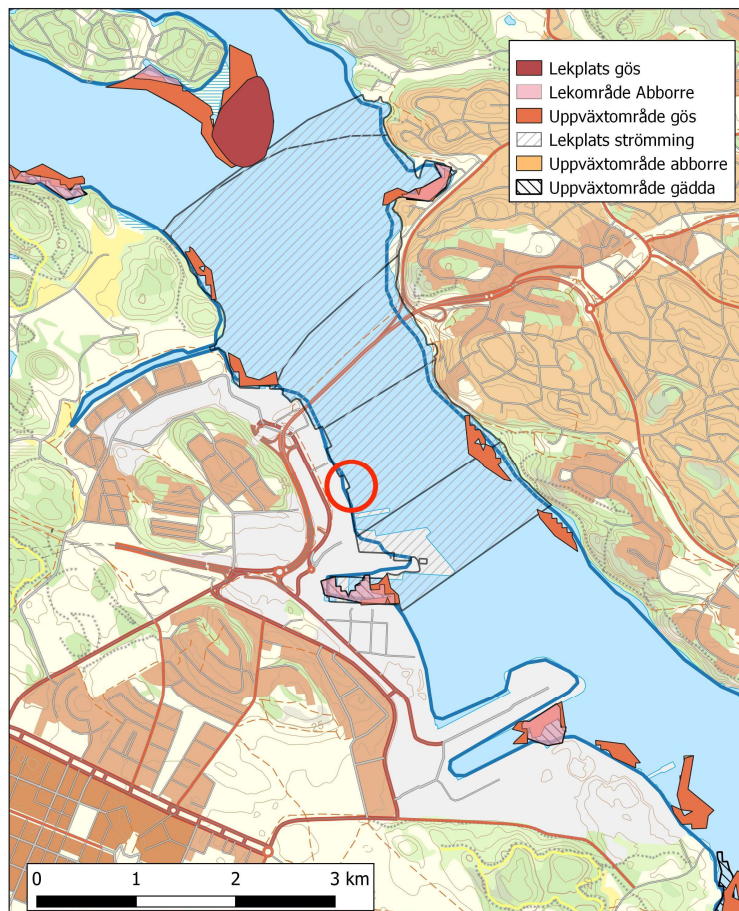 Lekplats gös
Lekområde Abborre
Uppväxtområde gös
Lekplats strömming
Uppväxtområde abborre
Uppväxtområde gädda
0 1 2 3 km